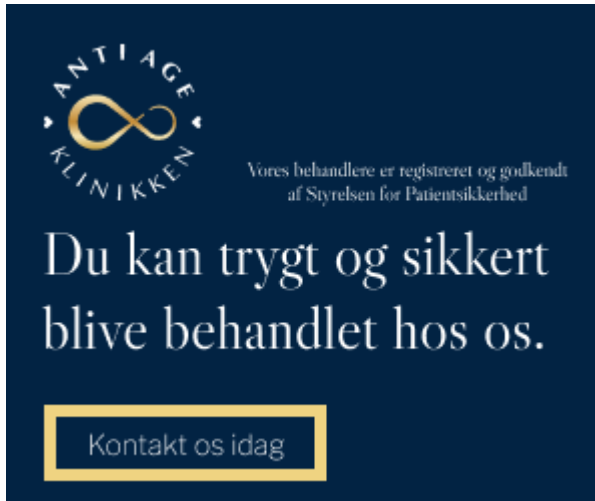 ANTI AGE
KLINIKKEN
Vores behandlere er registreret og godkendt
af Styrelsen for Patientsikkerhed
Du kan trygt og sikkert
blive behandlet hos os.
Kontakt os idag